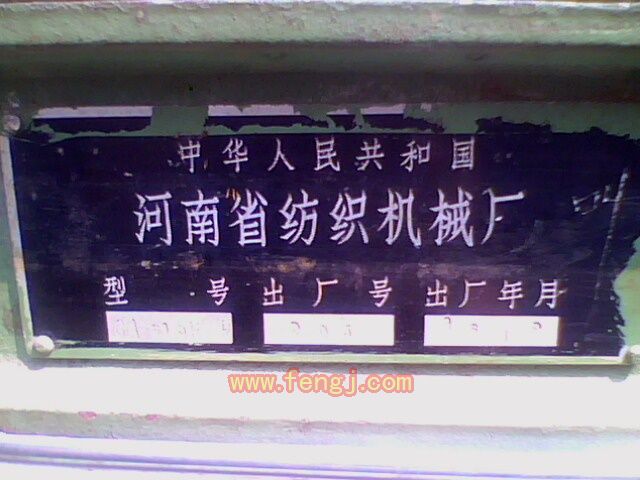 中华人民共和国
河南省纺织机械厂
型号 出厂号 出厂年月
www.fengj.com